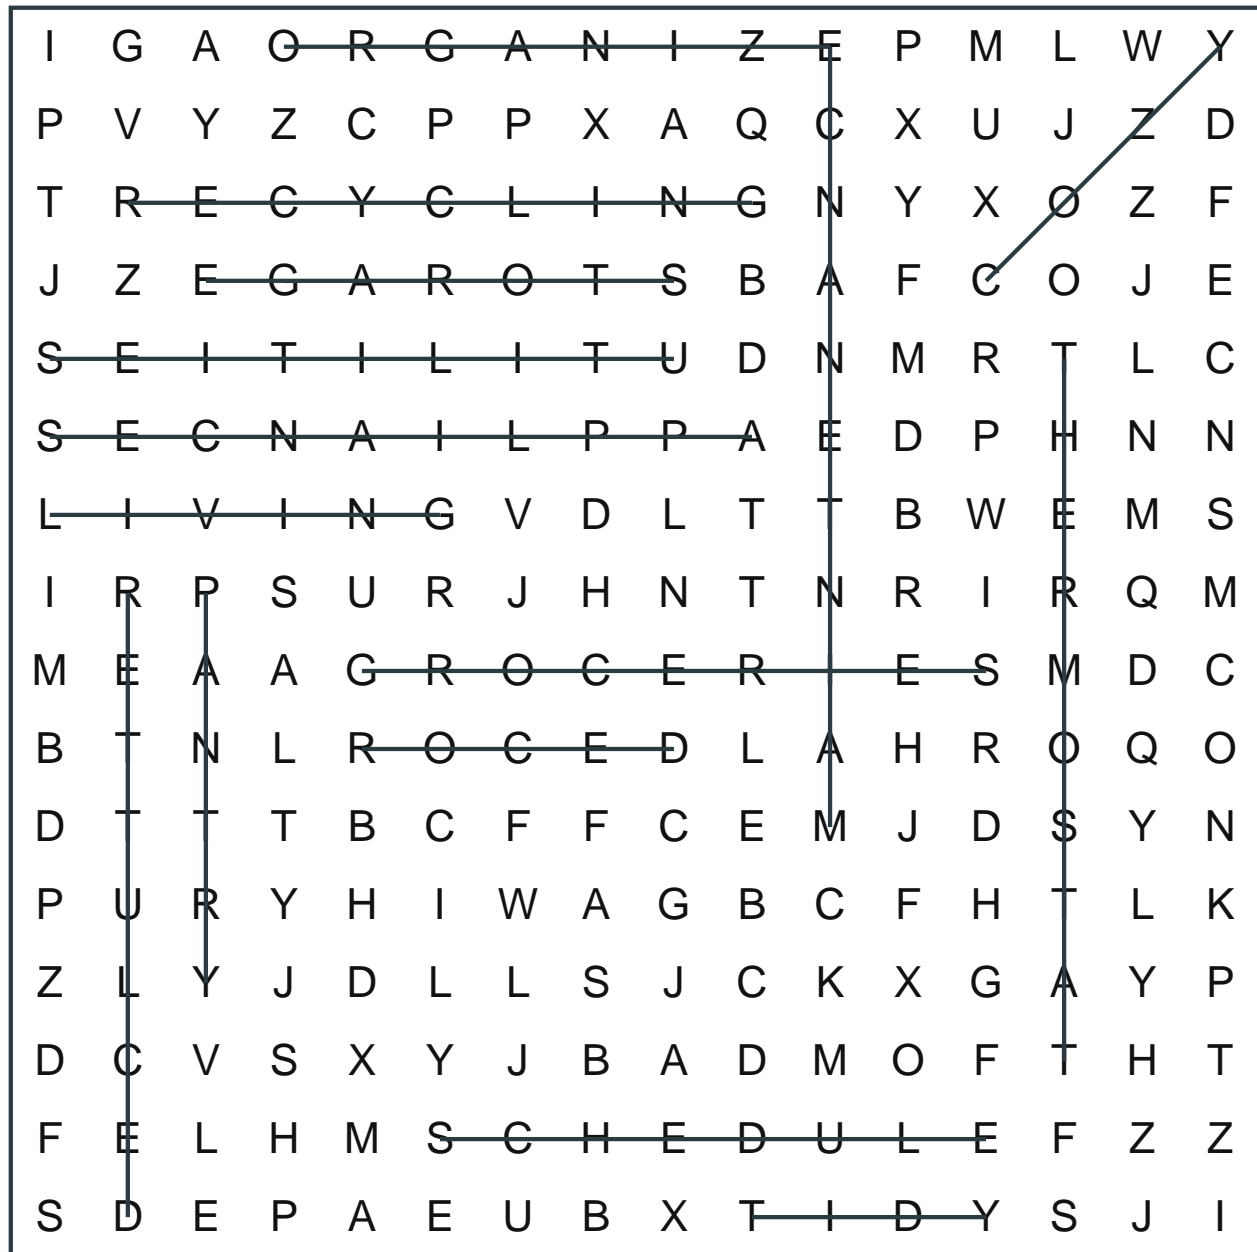 I G A O R G A N I Z E P M L W Y
P V Y Z C P P X A Q C X U J Z D
T R E C Y C L I N G N Y X O Z F
J Z E G A R O T S B A F C O J E
S E I T I L I T U D N M R T L C
S E C N A I L P P A E D P H N N
L I V I N G V D L T T B W E M S
I R P S U R J H N T N R I R Q M
M E A A G R O C E R I E S M D C
B T N L R O C E D L A H R O Q O
D T T T B C F F C E M J D S Y N
P U R Y H I W A G B C F H T L K
Z L Y J D L L S J C K X G A Y P
D C V S X Y J B A D M O F T H T
F E L H M S C H E D U L E F Z Z
S D E P A E U B X T I D Y S J I